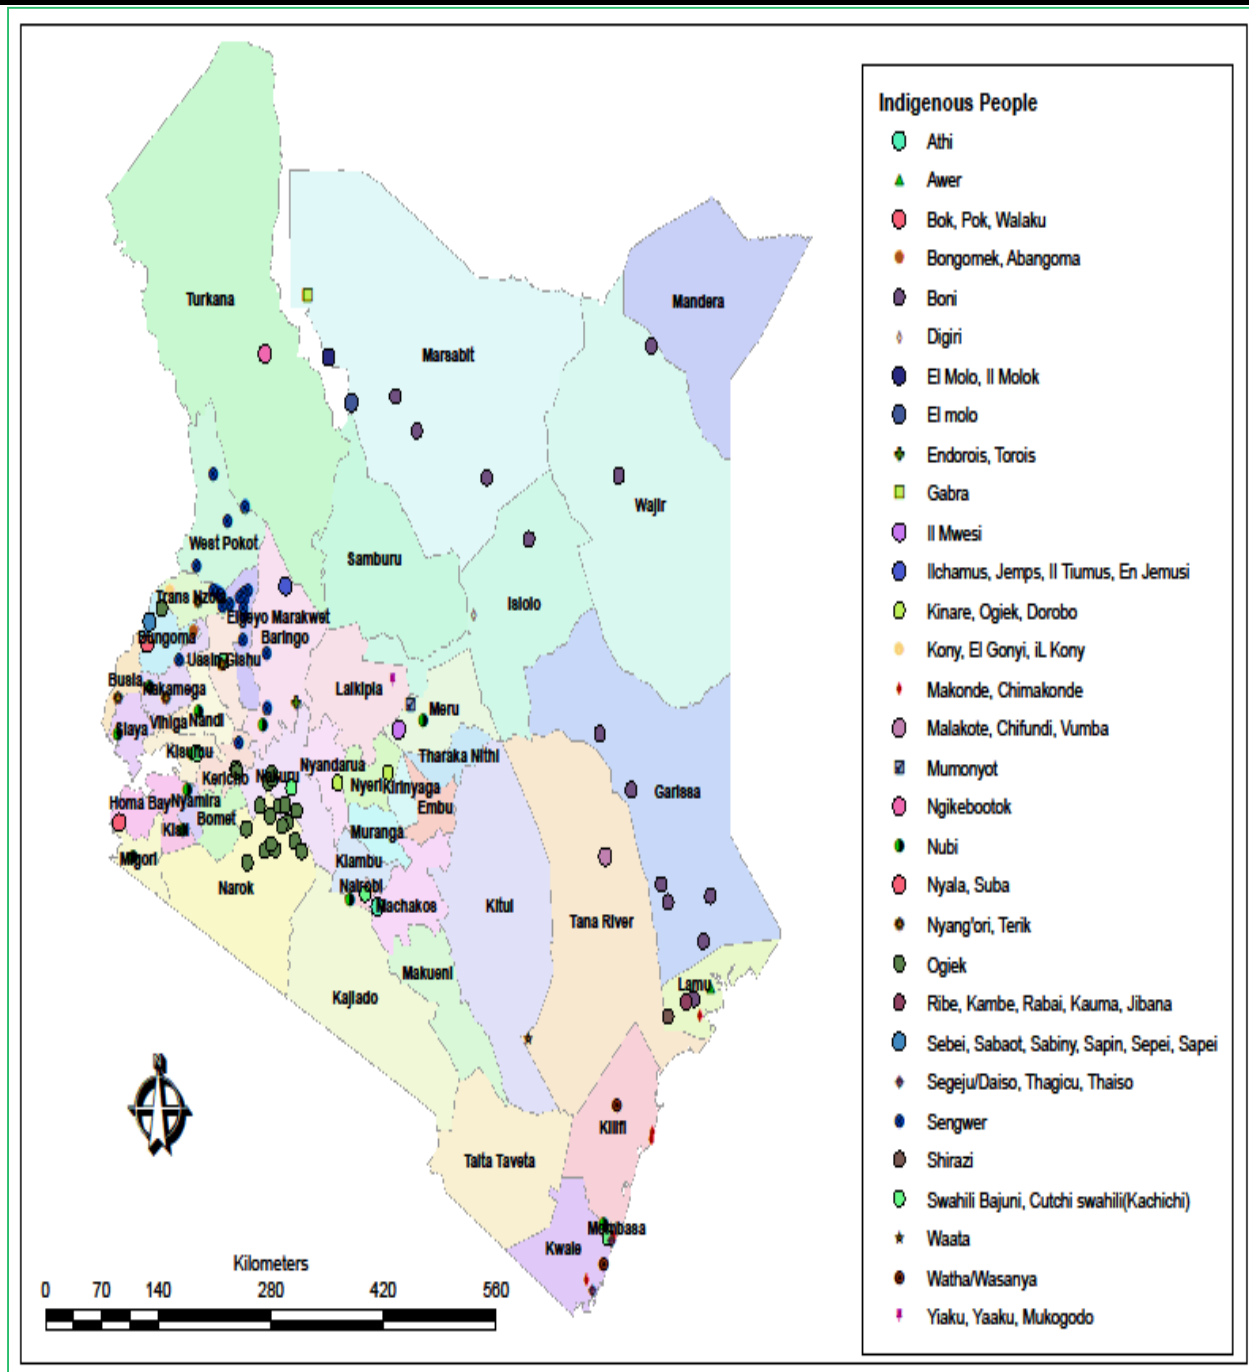 Indigenous People
Athi
Awer
Bok, Pok, Walaku
Bongomek, Abangoma
Boni
Digiri
El Molo, Il Molok
El molo
Endorois, Torois
Gabra
Il Mwesi
Ilchamus, Jemps, Il Tiumus, En Jemusi
Kinare, Ogiek, Dorobo
Kony, El Gonyi, iL Kony
Makonde, Chimakonde
Malakote, Chifundi, Vumba
Mumonyot
Ngikebootok
Nubi
Nyala, Suba
Nyang'ori, Terik
Ogiek
Ribe, Kambe, Rabai, Kauma, Jibana
Sebei, Sabaot, Sabiny, Sapin, Sepei, Sapei
Segeju/Daiso, Thagicu, Thaiso
Sengwer
Shirazi
Swahili Bajuni, Cutchi swahili(Kachichi)
Waata
Watha/Wasanya
Yiaku, Yaaku, Mukogodo
Turkana
Mandera
Marsabit
Wajir
West Pokot
Samburu
Isiolo
Trans Nzoia
Elgeyo Marakwet
Bungoma
Baringo
Uasin Gishu
Busia
Kakamega
Laikipia
Meru
Siaya
Vihiga
Nandi
Kisumu
Tharaka Nithi
Nyandarua
Kericho
Nakuru
Nyeri
Kirinyaga
Garissa
Homa Bay
Nyamira
Embu
Bomet
Kisii
Muranga
Migori
Kiambu
Narok
Nairobi
Machakos
Kitui
Tana River
Makueni
Lamu
Kajiado
N
Kilifi
Taita Taveta
Mombasa
Kwale
Kilometers
0 70 140 280 420 560